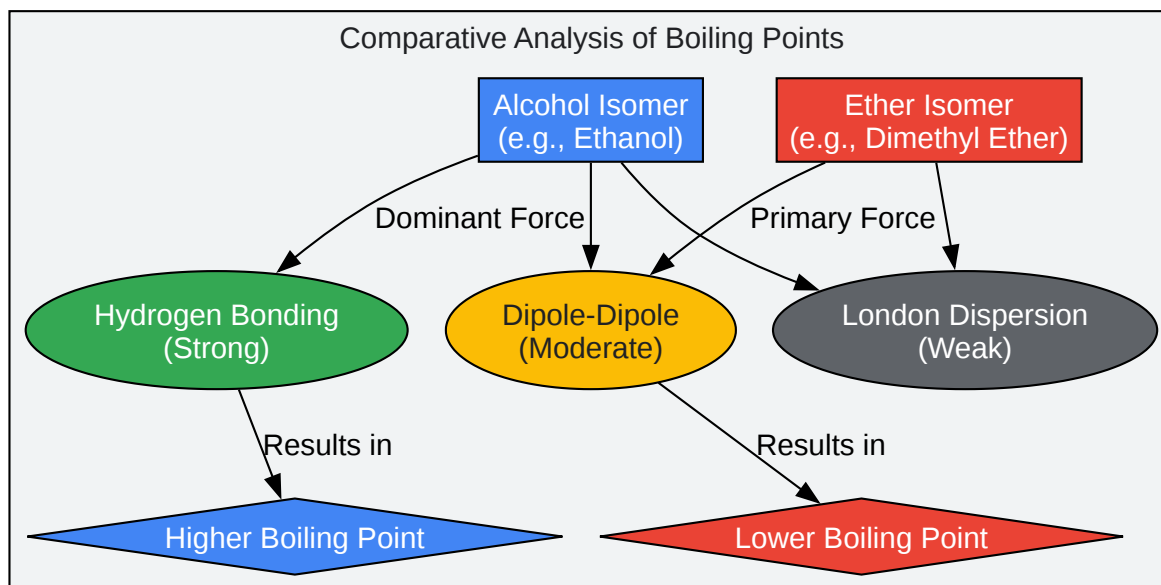 Comparative Analysis of Boiling Points
Alcohol Isomer
(e.g., Ethanol)
Ether Isomer
(e.g., Dimethyl Ether)
Dominant Force
Primary Force
Hydrogen Bonding
(Strong)
Dipole-Dipole
(Moderate)
London Dispersion
(Weak)
Results in
Results in
Higher Boiling Point
Lower Boiling Point